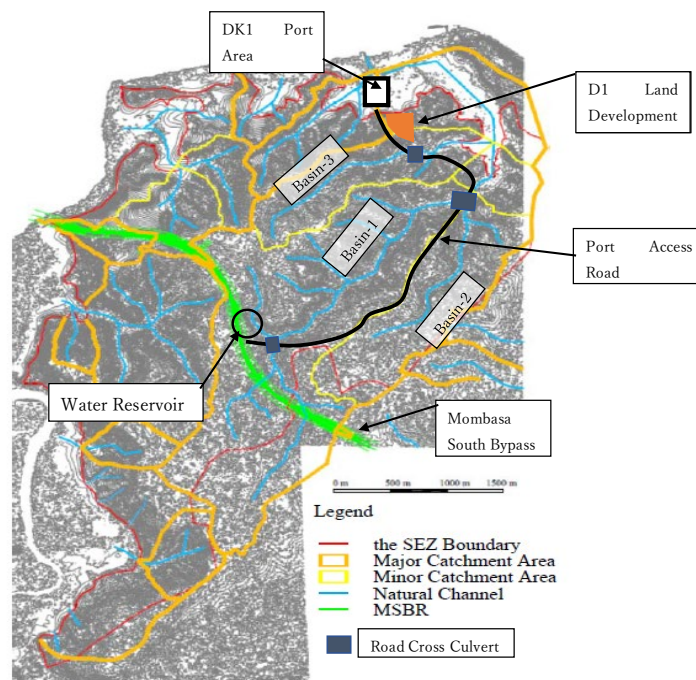 DK1 Port
Area
D1 Land
Development
Basin-3
Basin-1
Port Access
Road
Basin-2
Water Reservoir
Mombasa
South Bypass
0 m 500 m 1000 m 1500 m
Legend
the SEZ Boundary
Major Catchment Area
Minor Catchment Area
Natural Channel
MSBR
Road Cross Culvert